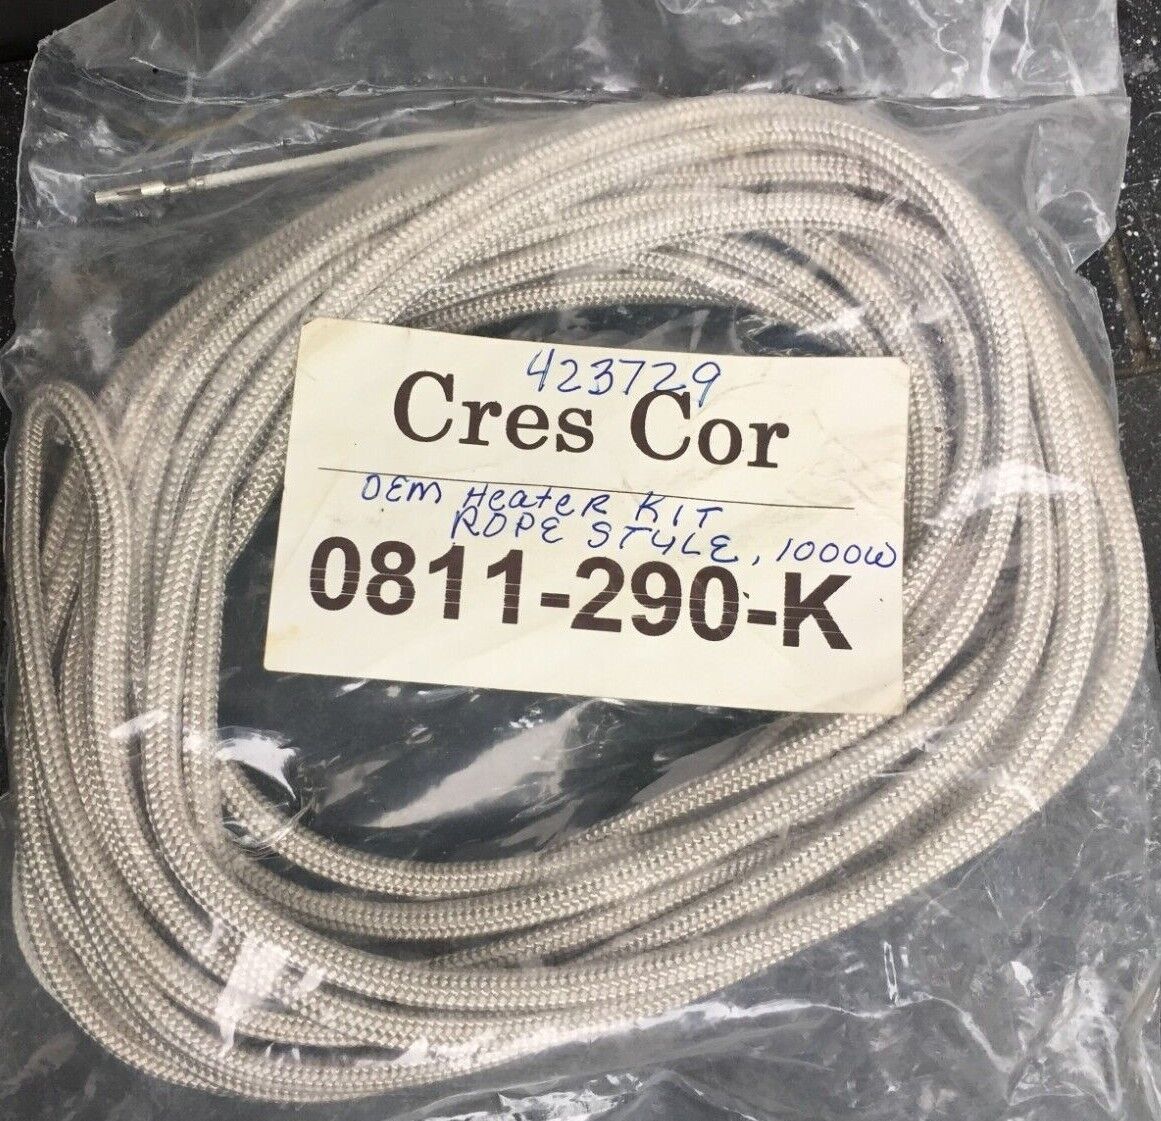 423729
Cres Cor
OEM HeateR KIT
ROPE STYLE, 1000W
0811-290-K